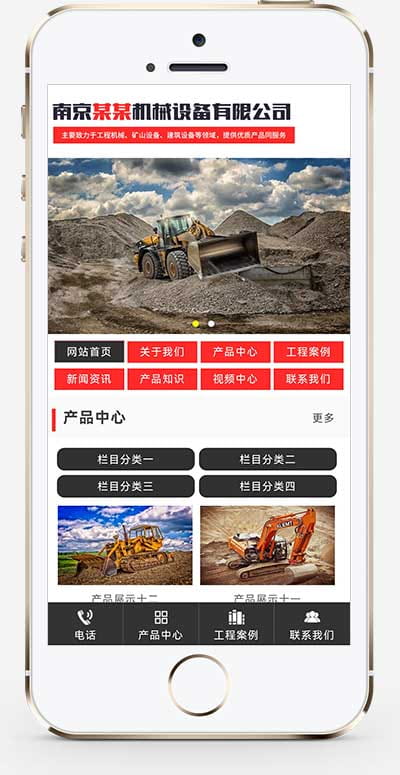 南京某某机械设备有限公司
主要致力于工程机械、矿山设备、建筑设备等领域，提供优质产品同服务
网站首页 关于我们 产品中心 工程案例
新闻资讯 产品知识 视频中心 联系我们
产品中心 更多
栏目分类一 栏目分类二
栏目分类三 栏目分类四
KLEMT
产品展示十二 产品展示十一
电话 产品中心 工程案例 联系我们